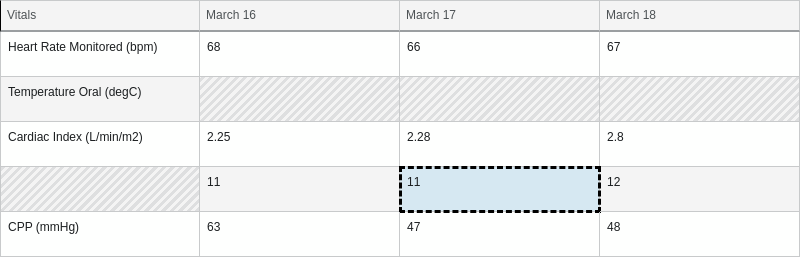 Vitals March 16 March 17 March 18
Heart Rate Monitored (bpm) 68 66 67
Temperature Oral (degC)
Cardiac Index (L/min/m2) 2.25 2.28 2.8
11 11 12
CPP (mmHg) 63 47 48